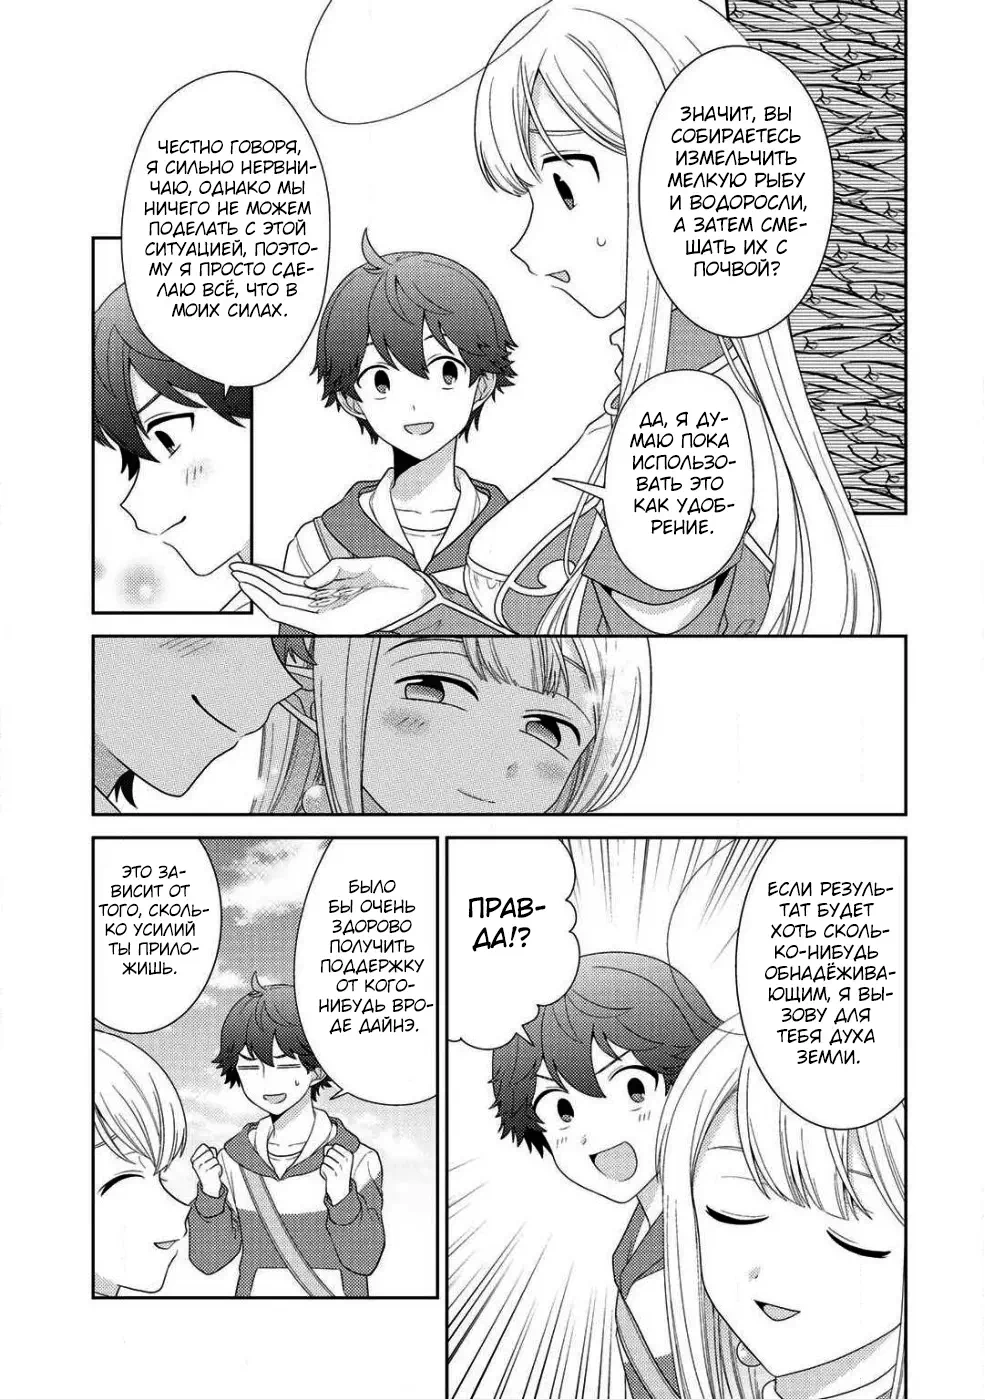 ЗНАЧИТ, ВЫ
СОБИРАЕТЕСЬ
ИЗМЕЛЬЧИТЬ
МЕЛКУЮ РЫБУ
И ВОДОРОСЛИ,
А ЗАТЕМ СМЕ-
ШАТЬ ИХ С
ПОЧВОЙ?
ДА, Я ДУ-
МАЮ ПОКА
ИСПОЛЬЗО-
ВАТЬ ЭТО
КАК УДОБ-
РЕНИЕ.
ЧЕСТНО ГОВОРЯ,
Я СИЛЬНО НЕРВНИ-
ЧАЮ, ОДНАКО МЫ
НИЧЕГО НЕ МОЖЕМ
ПОДЕЛАТЬ С ЭТОЙ
СИТУАЦИЕЙ, ПОЭТО-
МУ Я ПРОСТО СДЕ-
ЛАЮ ВСЁ, ЧТО В
МОИХ СИЛАХ.
ЕСЛИ РЕЗУЛЬ-
ТАТ БУДЕТ
ХОТЬ СКОЛЬ-
КО-НИБУДЬ
ОБНАДЁЖИВА-
ЮЩИМ, Я ВЫ-
ЗОВУ ДЛЯ
ТЕБЯ ДУХА
ЗЕМЛИ.
ПРАВ-
ДА!?
БЫЛО
БЫ ОЧЕНЬ
ЗДОРОВО
ПОЛУЧИТЬ
ПОДДЕРЖКУ
ОТ КОГО-
НИБУДЬ ВРО-
ДЕ ДАЙНЭ.
ЭТО ЗА-
ВИСИТ ОТ
ТОГО, СКОЛЬ-
КО УСИЛИЙ
ТЫ ПРИЛО-
ЖИШЬ.